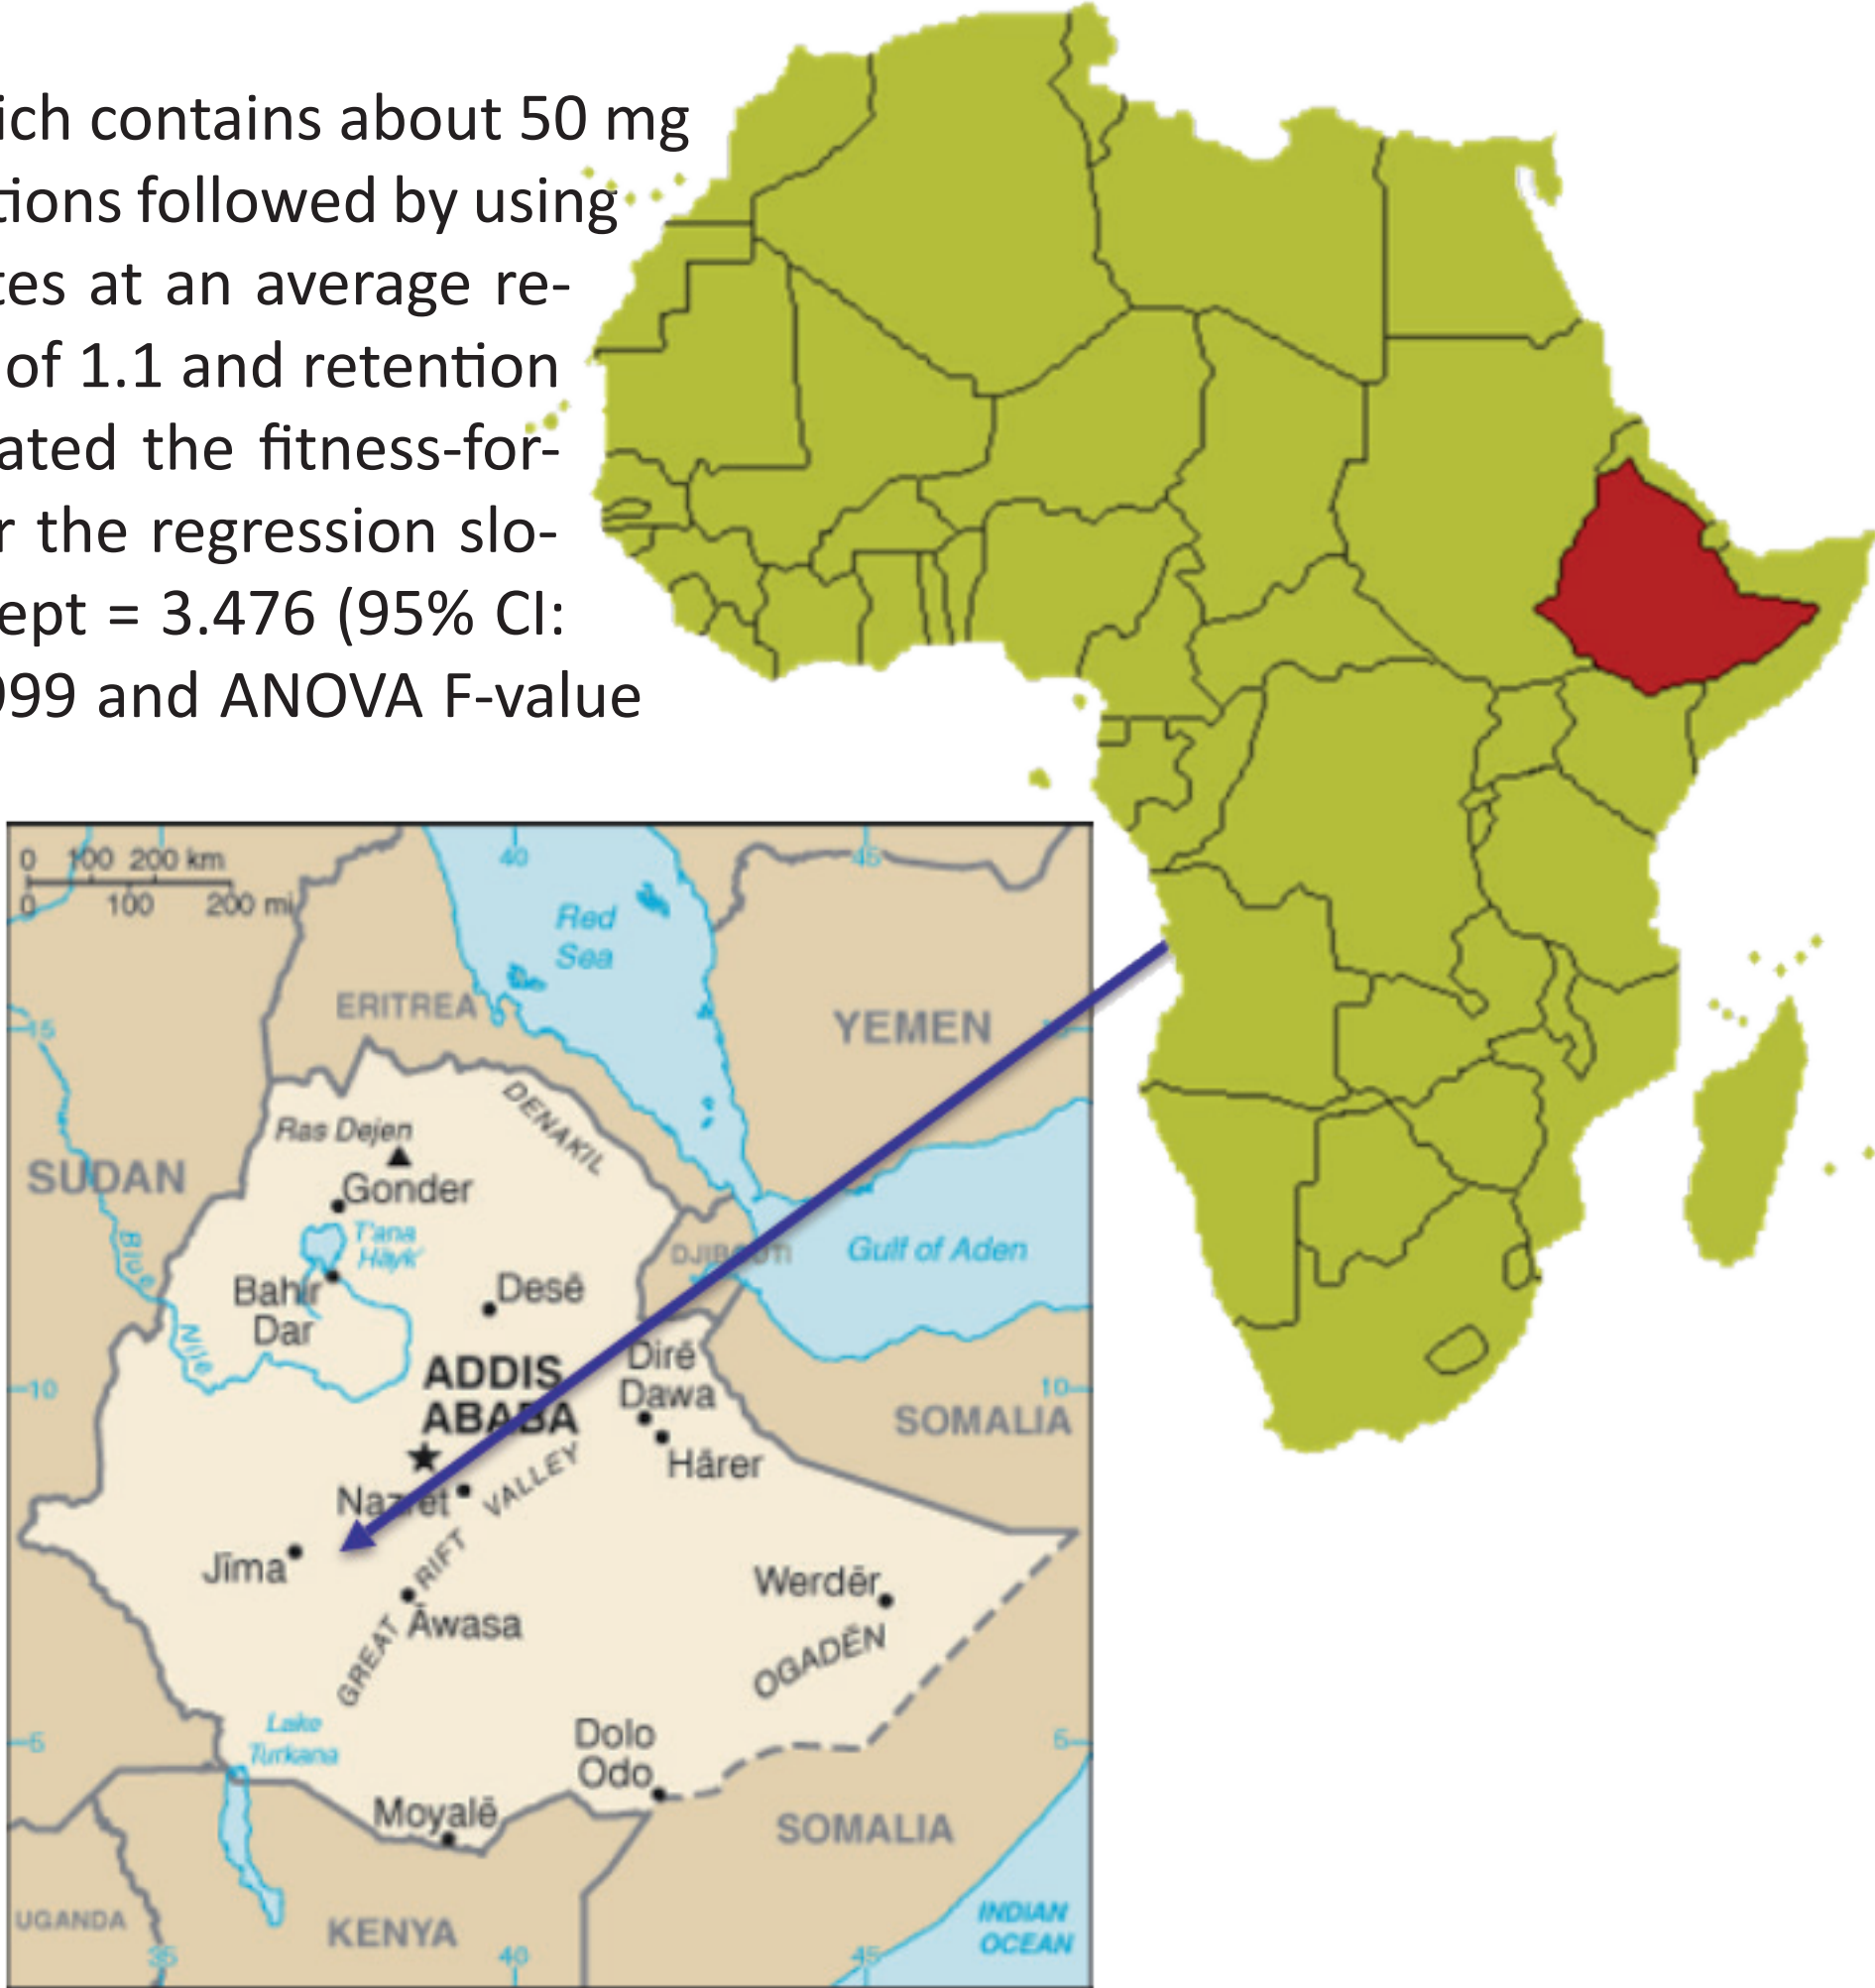 ich contains about 50 mg
tions followed by using
tes at an average re-
of 1.1 and retention
ated the fitness-for-
r the regression slo-
ept = 3.476 (95% CI:
999 and ANOVA F-value
0 100 200 km
0 100 200 mi
40
45
Red
Sea
ERITREA
YEMEN
15
DENAKIL
Ras Dejen
SUDAN
Gonder
T'ana
Hāyk'
Blue
Nile
DJIBOUTI
Gulf of Aden
Bahir
Dar
Desē
Dirē
Dawa
ADDIS
ABABA
10
10
SOMALIA
Hārer
Nazrēt
GREAT RIFT VALLEY
Jīma
Werdēr
Āwasa
OGADĒN
Lake
Turkana
Dolo
Odo
5
5
Moyalē
SOMALIA
UGANDA
KENYA
INDIAN
OCEAN
35
40
45